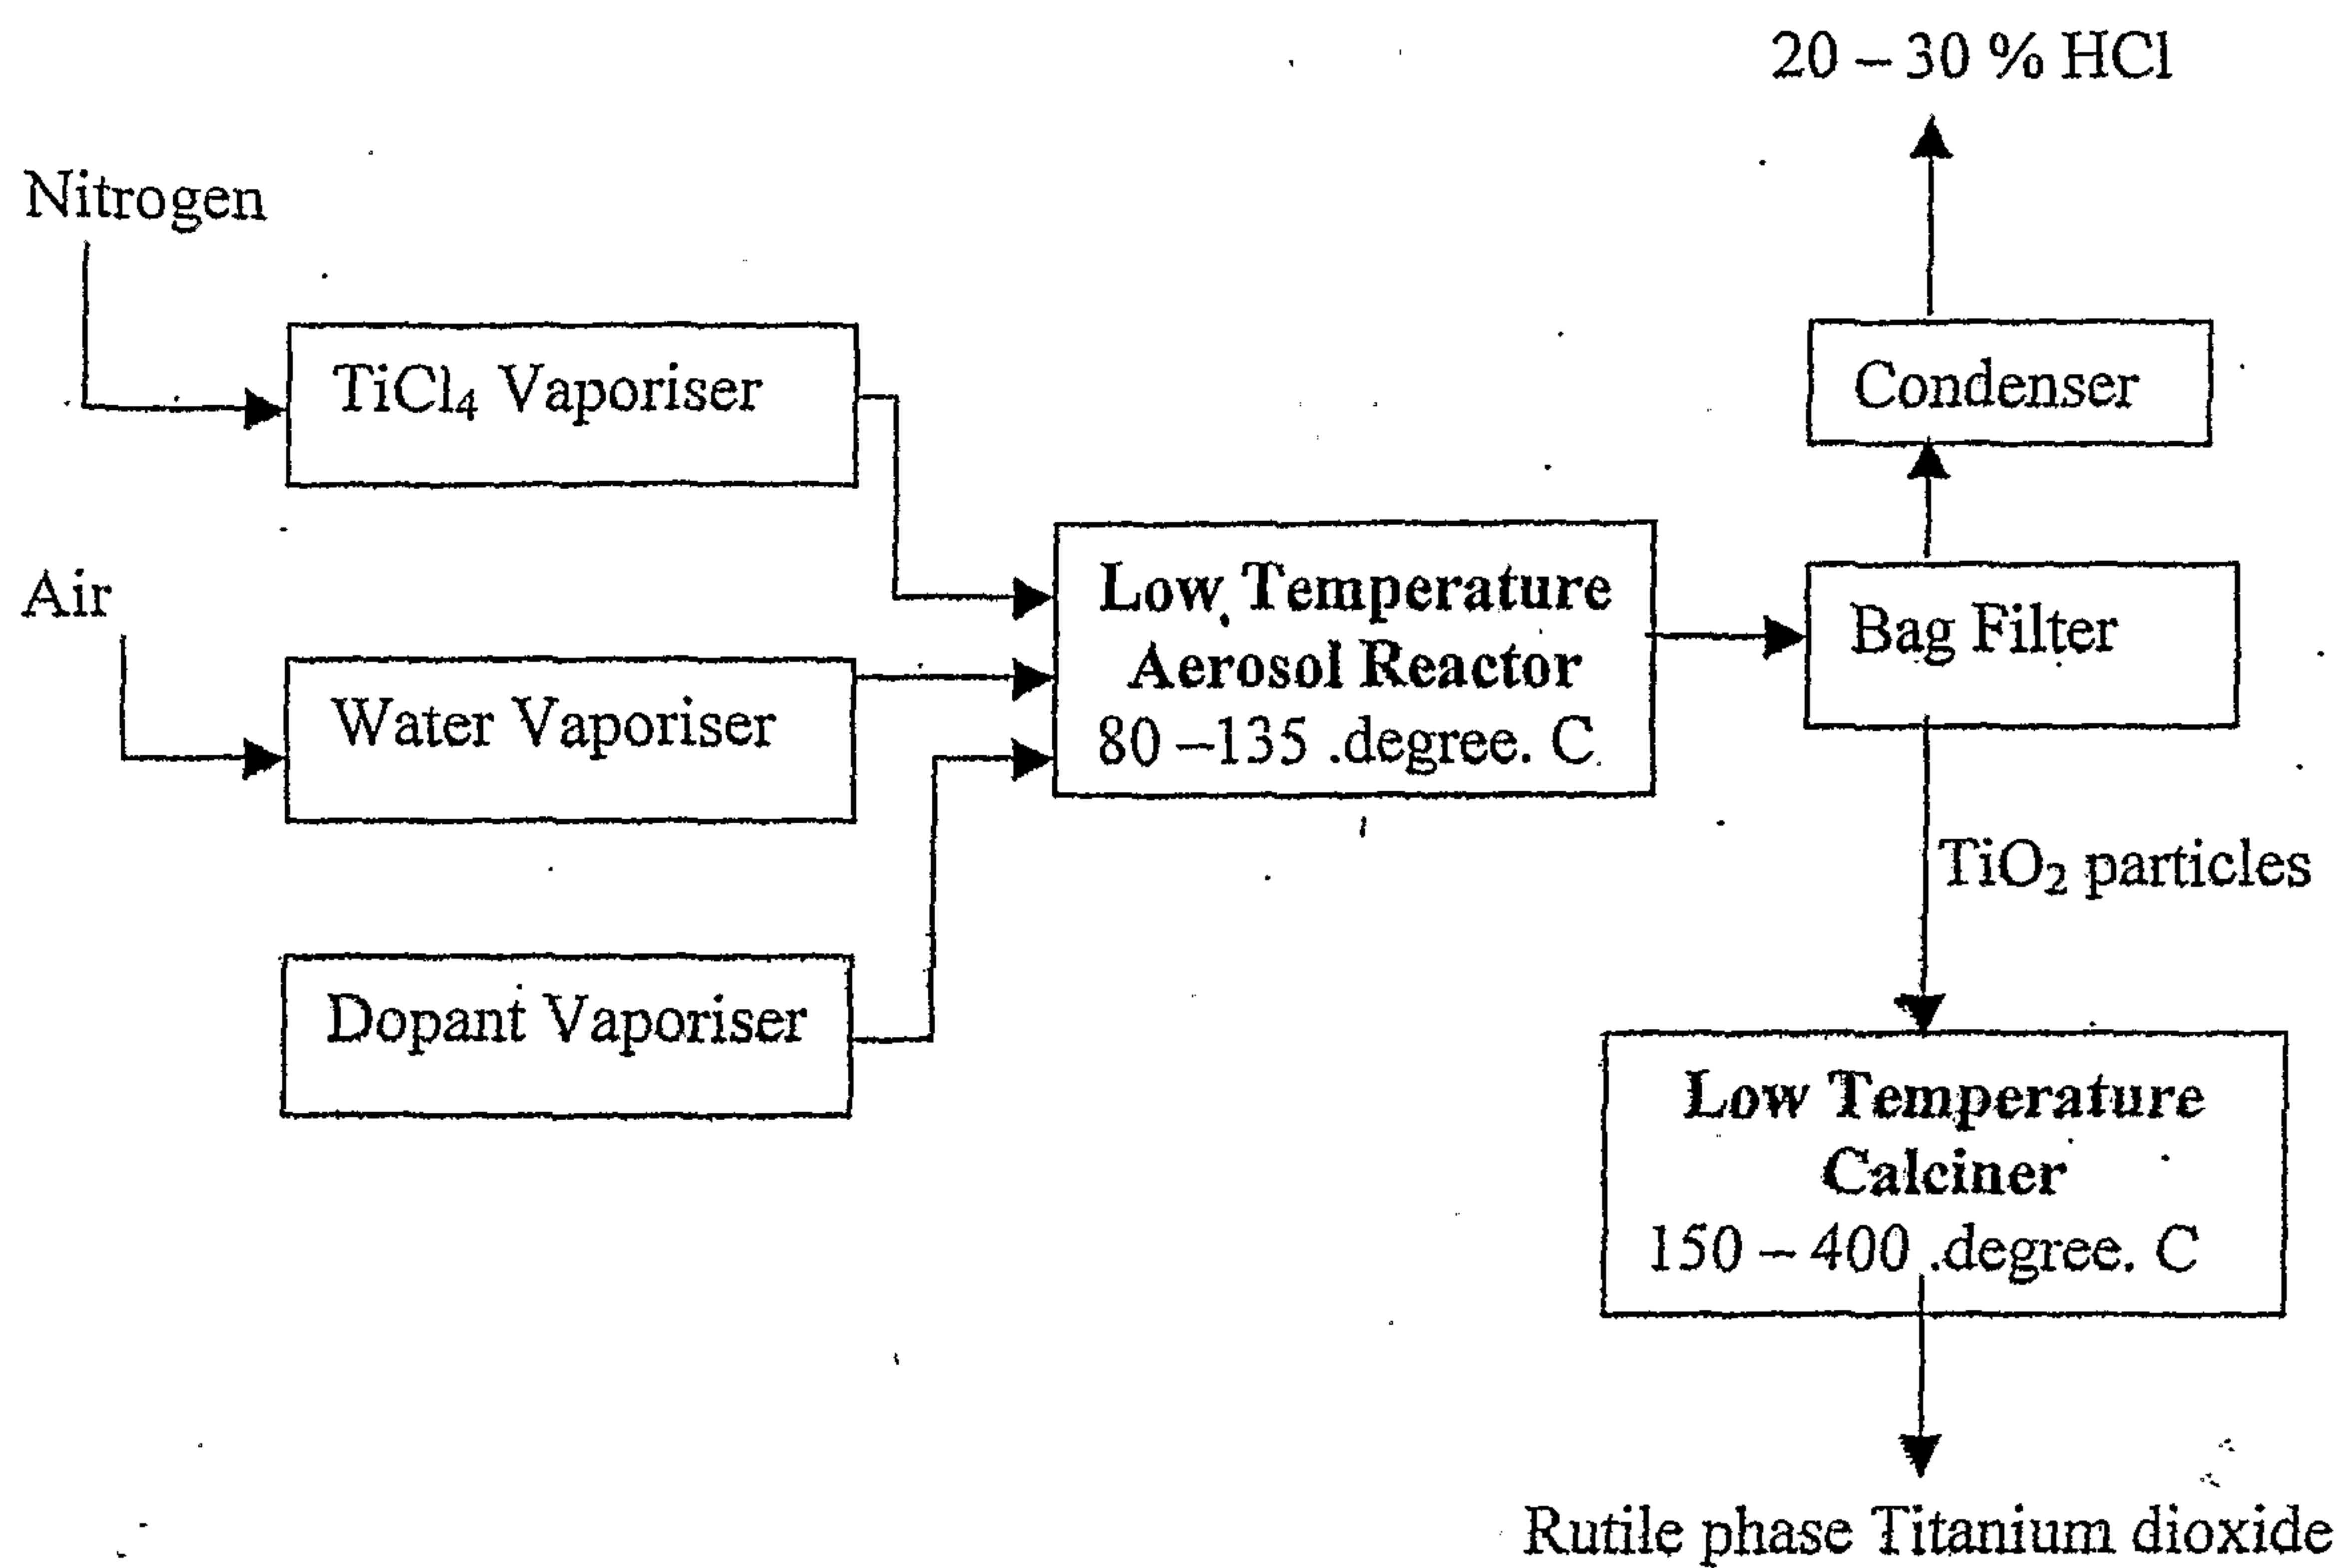 20 – 30 % HCl
Nitrogen
TiCl₄ Vaporiser
Condenser
Air
Low Temperature
Aerosol Reactor
80 –135 .degree. C
Bag Filter
Water Vaporiser
TiO₂ particles
Dopant Vaporiser
Low Temperature
Calciner
150 – 400 .degree. C
Rutile phase Titanium dioxide